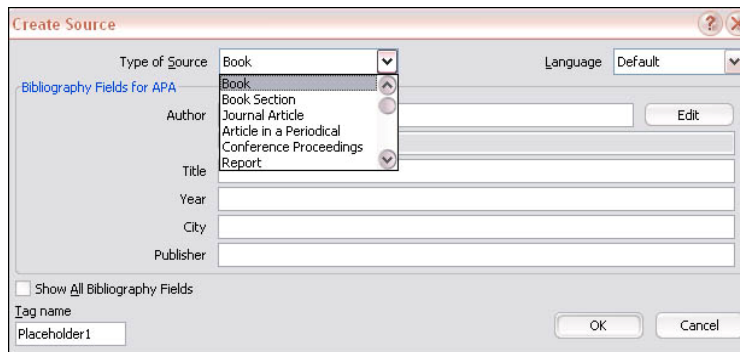 Create Source
Type of Source Book Language Default
Bibliography Fields for APA
Book
Book Section
Author Journal Article Edit
Article in a Periodical
Conference Proceedings
Report
Title
Year
City
Publisher
Show All Bibliography Fields
Tag name
Placeholder1
OK Cancel